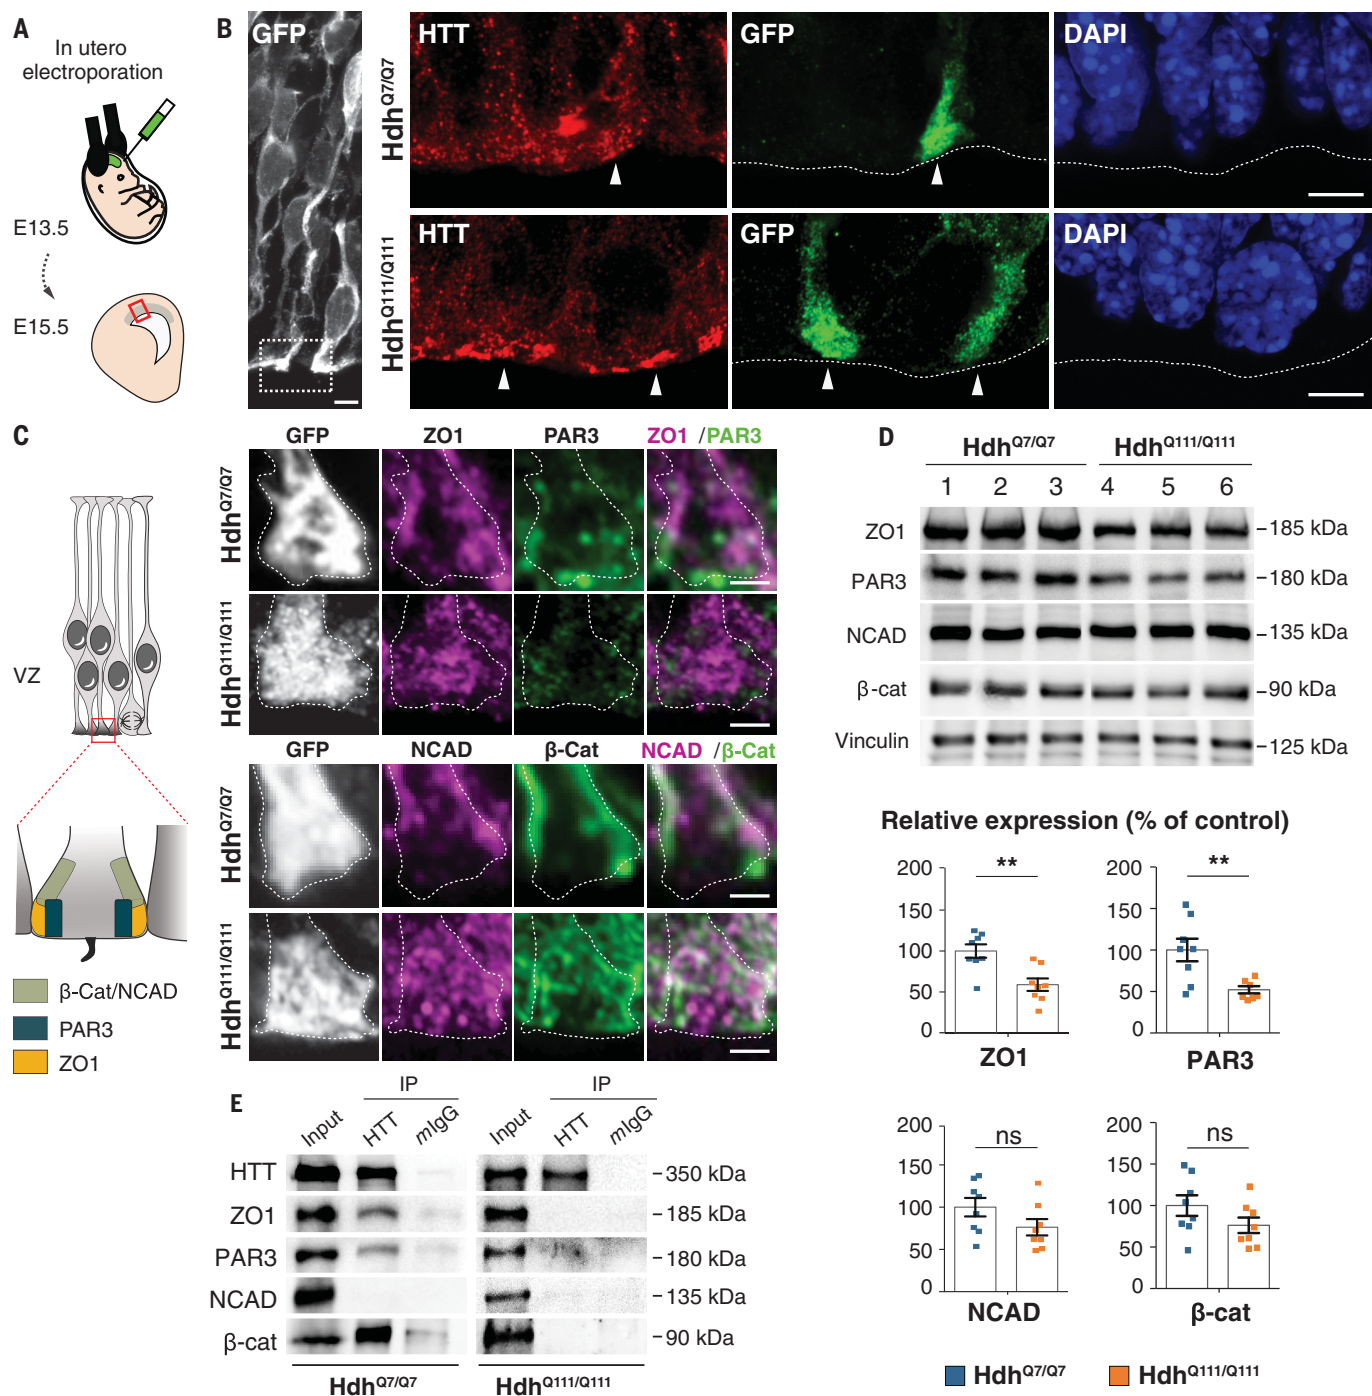 A
In utero
electroporation
E13.5
E15.5
B
GFP
HTT
GFP
DAPI
Hdh^Q7/Q7
HTT
GFP
DAPI
Hdh^Q111/Q111
C
VZ
β-Cat/NCAD
PAR3
ZO1
GFP
ZO1
PAR3
ZO1 /PAR3
Hdh^Q7/Q7
Hdh^Q111/Q111
GFP
NCAD
β-Cat
NCAD /β-Cat
Hdh^Q7/Q7
Hdh^Q111/Q111
D
Hdh^Q7/Q7
Hdh^Q111/Q111
1 2 3 4 5 6
ZO1
185 kDa
PAR3
180 kDa
NCAD
135 kDa
β-cat
90 kDa
Vinculin
125 kDa
Relative expression (% of control)
200
150
100
50
0
**
ZO1
200
150
100
50
0
**
PAR3
200
150
100
50
0
ns
NCAD
200
150
100
50
0
ns
β-cat
Hdh^Q7/Q7
Hdh^Q111/Q111
E
IP
IP
Input
HTT
mIgG
Input
HTT
mIgG
HTT
350 kDa
ZO1
185 kDa
PAR3
180 kDa
NCAD
135 kDa
β-cat
90 kDa
Hdh^Q7/Q7
Hdh^Q111/Q111